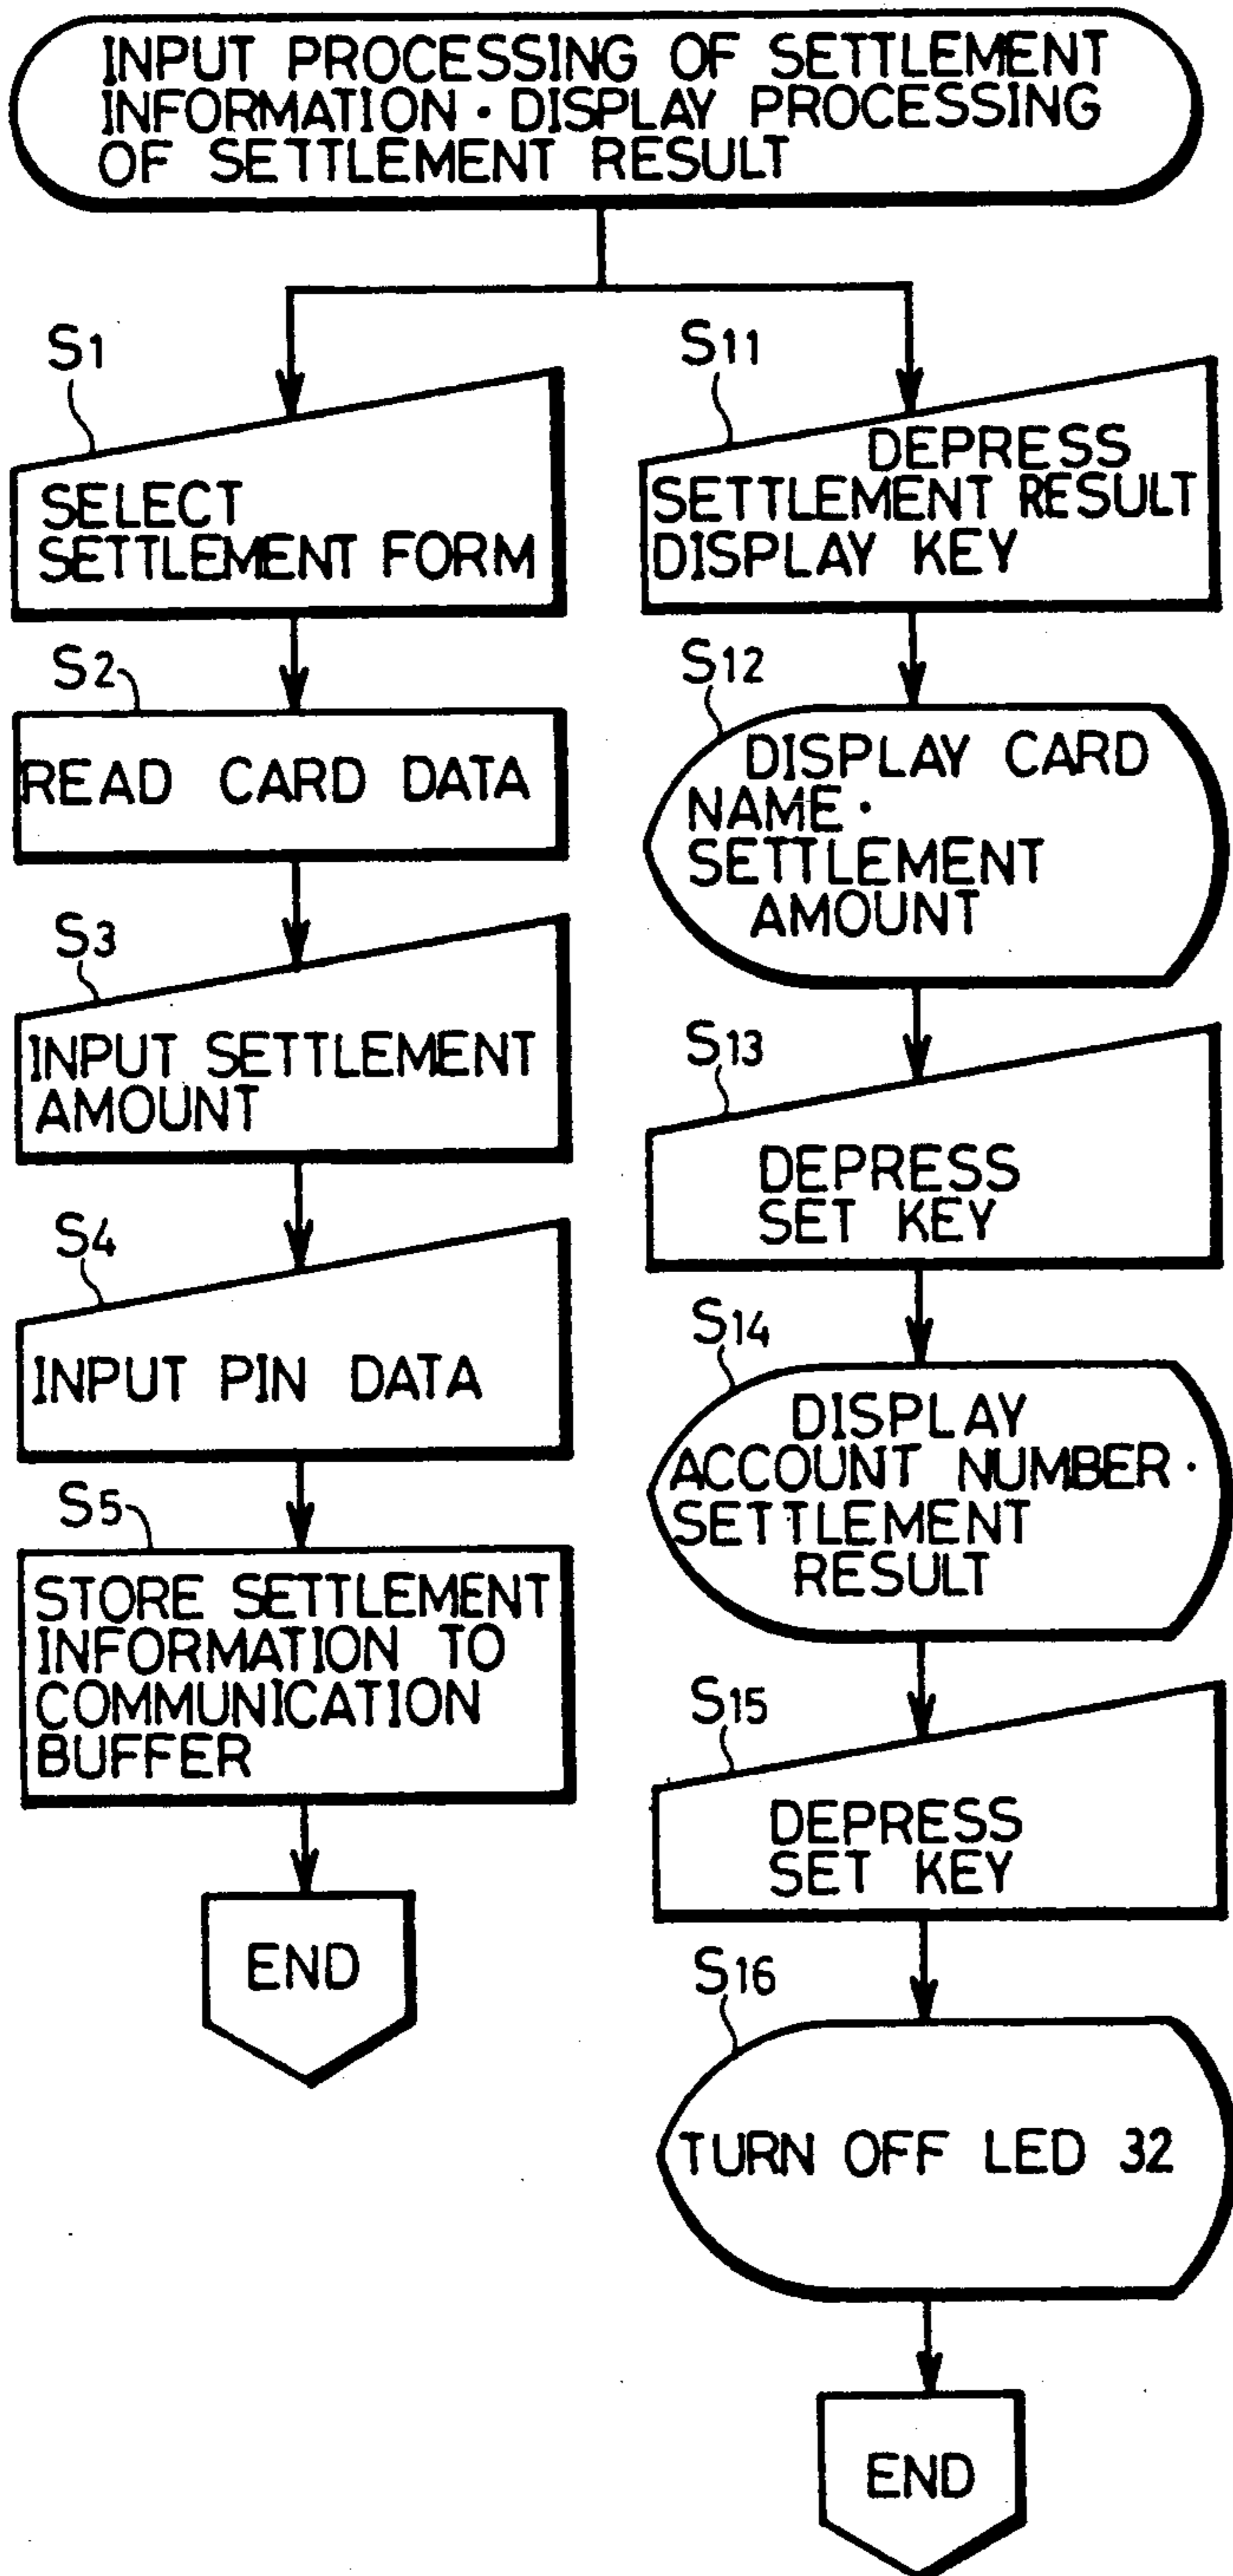 INPUT PROCESSING OF SETTLEMENT
INFORMATION・DISPLAY PROCESSING
OF SETTLEMENT RESULT
S1
SELECT
SETTLEMENT FORM
S2
READ CARD DATA
S3
INPUT SETTLEMENT
AMOUNT
S4
INPUT PIN DATA
S5
STORE SETTLEMENT
INFORMATION TO
COMMUNICATION
BUFFER
END
S11
DEPRESS
SETTLEMENT RESULT
DISPLAY KEY
S12
DISPLAY CARD
NAME・
SETTLEMENT
AMOUNT
S13
DEPRESS
SET KEY
S14
DISPLAY
ACCOUNT NUMBER・
SETTLEMENT
RESULT
S15
DEPRESS
SET KEY
S16
TURN OFF LED 32
END